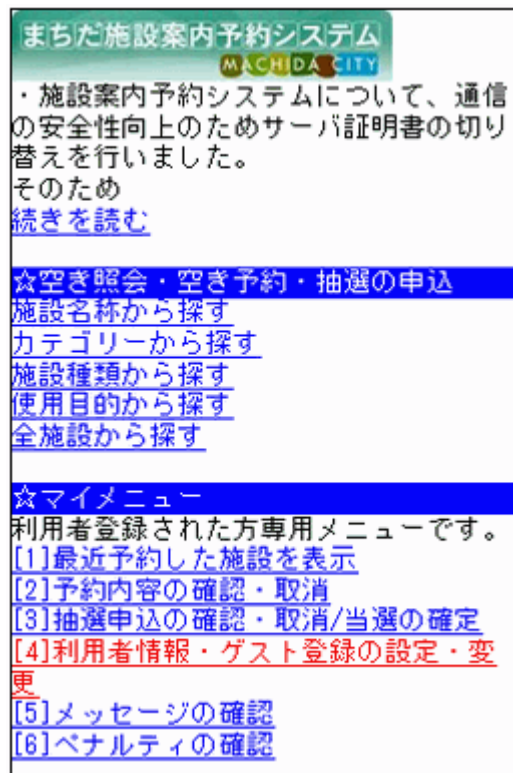 まちだ施設案内予約システム
MACHIDA CITY
・施設案内予約システムについて、通信
の安全性向上のためサーバ証明書の切り
替えを行いました。
そのため
続きを読む
☆空き照会・空き予約・抽選の申込
施設名称から探す
カテゴリーから探す
施設種類から探す
使用目的から探す
全施設から探す
☆マイメニュー
利用者登録された方専用メニューです。
[1]最近予約した施設を表示
[2]予約内容の確認・取消
[3]抽選申込の確認・取消/当選の確定
[4]利用者情報・ゲスト登録の設定・変
更
[5]メッセージの確認
[6]ペナルティの確認